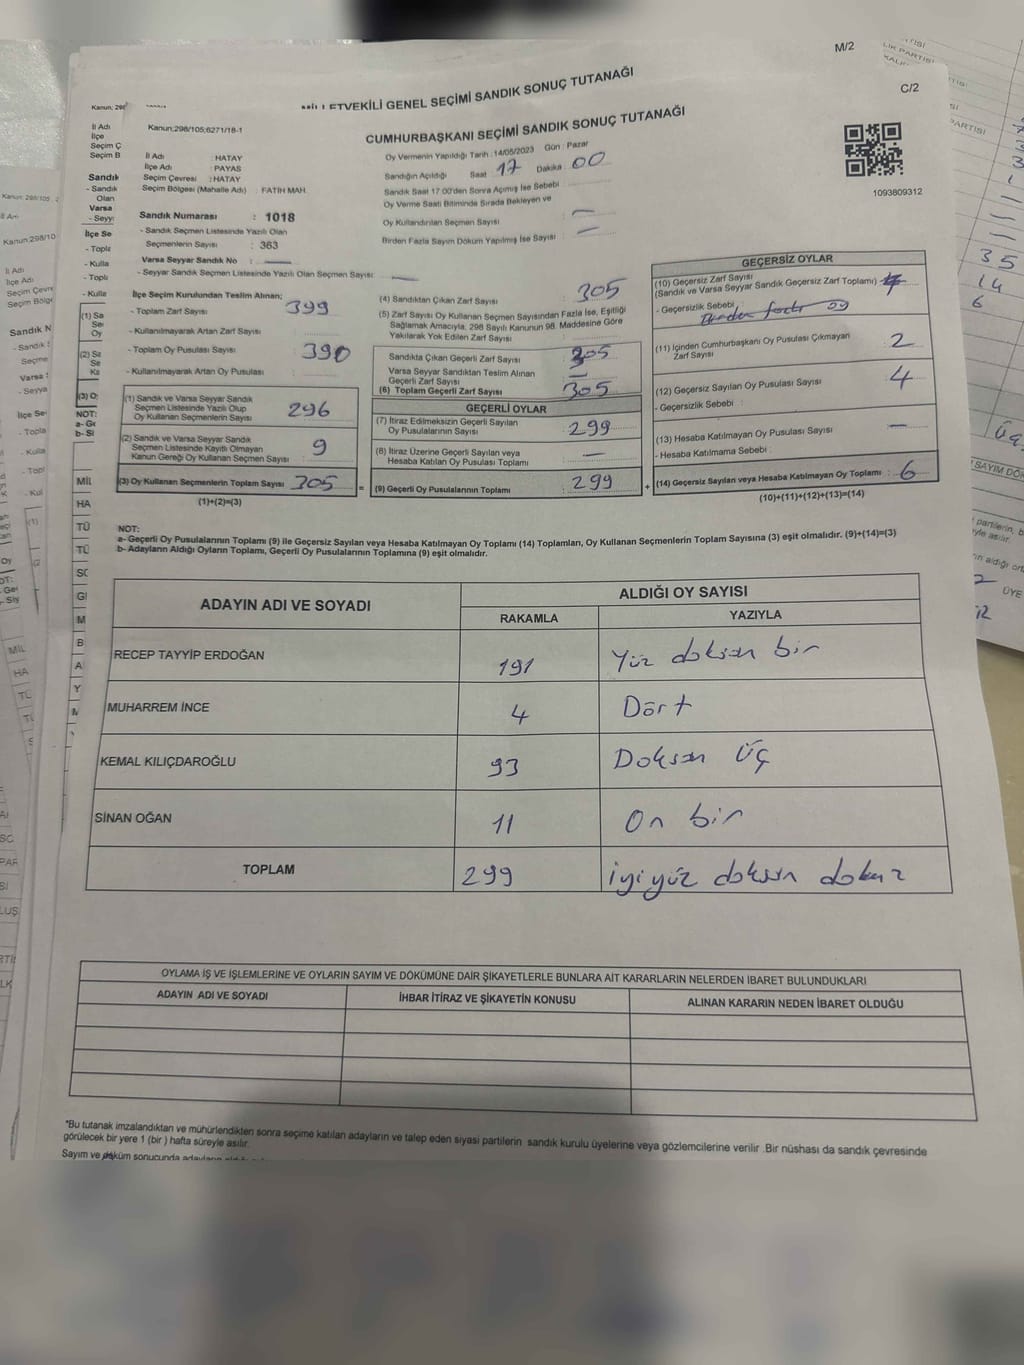 M/2
GENEL SEÇİMİ SANDIK SONUÇ TUTANAĞI
C/2
Kanun;298/105;6271/18-1
CUMHURBAŞKANI SEÇİMİ SANDIK SONUÇ TUTANAĞI
1093809312
İl Adı : HATAY
İlçe Adı : PAYAS
Seçim Çevresi : HATAY
Seçim Bölgesi (Mahalle Adı) : FATİH MAH.
Sandık Numarası : 1018
- Sandık Seçmen Listesinde Yazılı Olan
Seçmenlerin Sayısı : 363
Varsa Seyyar Sandık No : —
- Seyyar Sandık Seçmen Listesinde Yazılı Olan Seçmen Sayısı: —
Oy Vermenin Yapıldığı Tarih : 14/05/2023 Gün : Pazar
Sandığın Açıldığı Saat 17 Dakika 00
Sandık Saat 17:00'den Sonra Açımış İse Sebebi :
Oy Verme Saati Bitiminde Sırada Bekleyen ve
Oy Kullandırılan Seçmen Sayısı : —
Birden Fazla Sayım Döküm Yapılmış İse Sayısı : —
İlçe Seçim Kurulundan Teslim Alınan;
- Toplam Zarf Sayısı : 399
- Kullanılmayarak Artan Zarf Sayısı :
- Toplam Oy Pusulası Sayısı : 390
- Kullanılmayarak Artan Oy Pusulası :
(1) Sandık ve Varsa Seyyar Sandık
Seçmen Listesinde Yazılı Olup
Oy Kullanan Seçmenlerin Sayısı : 296
(2) Sandık ve Varsa Seyyar Sandık
Seçmen Listesinde Kayıtlı Olmayan
Kanun Gereği Oy Kullanan Seçmen Sayısı : 9
(3) Oy Kullanan Seçmenlerin Toplam Sayısı : 305
(1)+(2)=(3)
(4) Sandıktan Çıkan Zarf Sayısı : 305
(5) Zarf Sayısı Oy Kullanan Seçmen Sayısından Fazla İse, Eşitliği
Sağlamak Amacıyla, 298 Sayılı Kanunun 98. Maddesine Göre
Yakılarak Yok Edilen Zarf Sayısı :
Sandıkta Çıkan Geçerli Zarf Sayısı : 305
Varsa Seyyar Sandıktan Teslim Alınan
Geçerli Zarf Sayısı : —
(6) Toplam Geçerli Zarf Sayısı : 305
GEÇERLİ OYLAR
(7) İtiraz Edilmeksizin Geçerli Sayılan
Oy Pusulalarının Sayısı : 299
(8) İtiraz Üzerine Geçerli Sayılan veya
Hesaba Katılan Oy Pusulası Toplamı : —
= (9) Geçerli Oy Pusulalarının Toplamı : 299
GEÇERSİZ OYLAR
(10) Geçersiz Zarf Sayısı
(Sandık ve Varsa Seyyar Sandık Geçersiz Zarf Toplamı) :
- Geçersizlik Sebebi : fazla oy
(11) İçinden Cumhurbaşkanı Oy Pusulası Çıkmayan
Zarf Sayısı : 2
(12) Geçersiz Sayılan Oy Pusulası Sayısı : 4
- Geçersizlik Sebebi :
(13) Hesaba Katılmayan Oy Pusulası Sayısı : —
- Hesaba Katılmama Sebebi :
+ (14) Geçersiz Sayılan veya Hesaba Katılmayan Oy Toplamı : 6
(10)+(11)+(12)+(13)=(14)
NOT:
a- Geçerli Oy Pusulalarının Toplamı (9) ile Geçersiz Sayılan veya Hesaba Katılmayan Oy Toplamı (14) Toplamları, Oy Kullanan Seçmenlerin Toplam Sayısına (3) eşit olmalıdır. (9)+(14)=(3)
b- Adayların Aldığı Oyların Toplamı, Geçerli Oy Pusulalarının Toplamına (9) eşit olmalıdır.
ADAYIN ADI VE SOYADI
ALDIĞI OY SAYISI
RAKAMLA YAZIYLA
RECEP TAYYİP ERDOĞAN 191 Yüz doksan bir
MUHARREM İNCE 4 Dört
KEMAL KILIÇDAROĞLU 93 Doksan üç
SİNAN OĞAN 11 On bir
TOPLAM 299 iyiyüz doksan dokuz
OYLAMA İŞ VE İŞLEMLERİNE VE OYLARIN SAYIM VE DÖKÜMÜNE DAİR ŞİKAYETLERLE BUNLARA AİT KARARLARIN NELERDEN İBARET BULUNDUKLARI
ADAYIN ADI VE SOYADI İHBAR İTİRAZ VE ŞİKAYETİN KONUSU ALINAN KARARIN NEDEN İBARET OLDUĞU
*Bu tutanak imzalandıktan ve mühürlendikten sonra seçime katılan adayların ve talep eden siyasi partilerin sandık kurulu üyelerine veya gözlemcilerine verilir .Bir nüshası da sandık çevresinde
görülecek bir yere 1 (bir) hafta süreyle asılır.
Sayım ve döküm sonucunda adayların